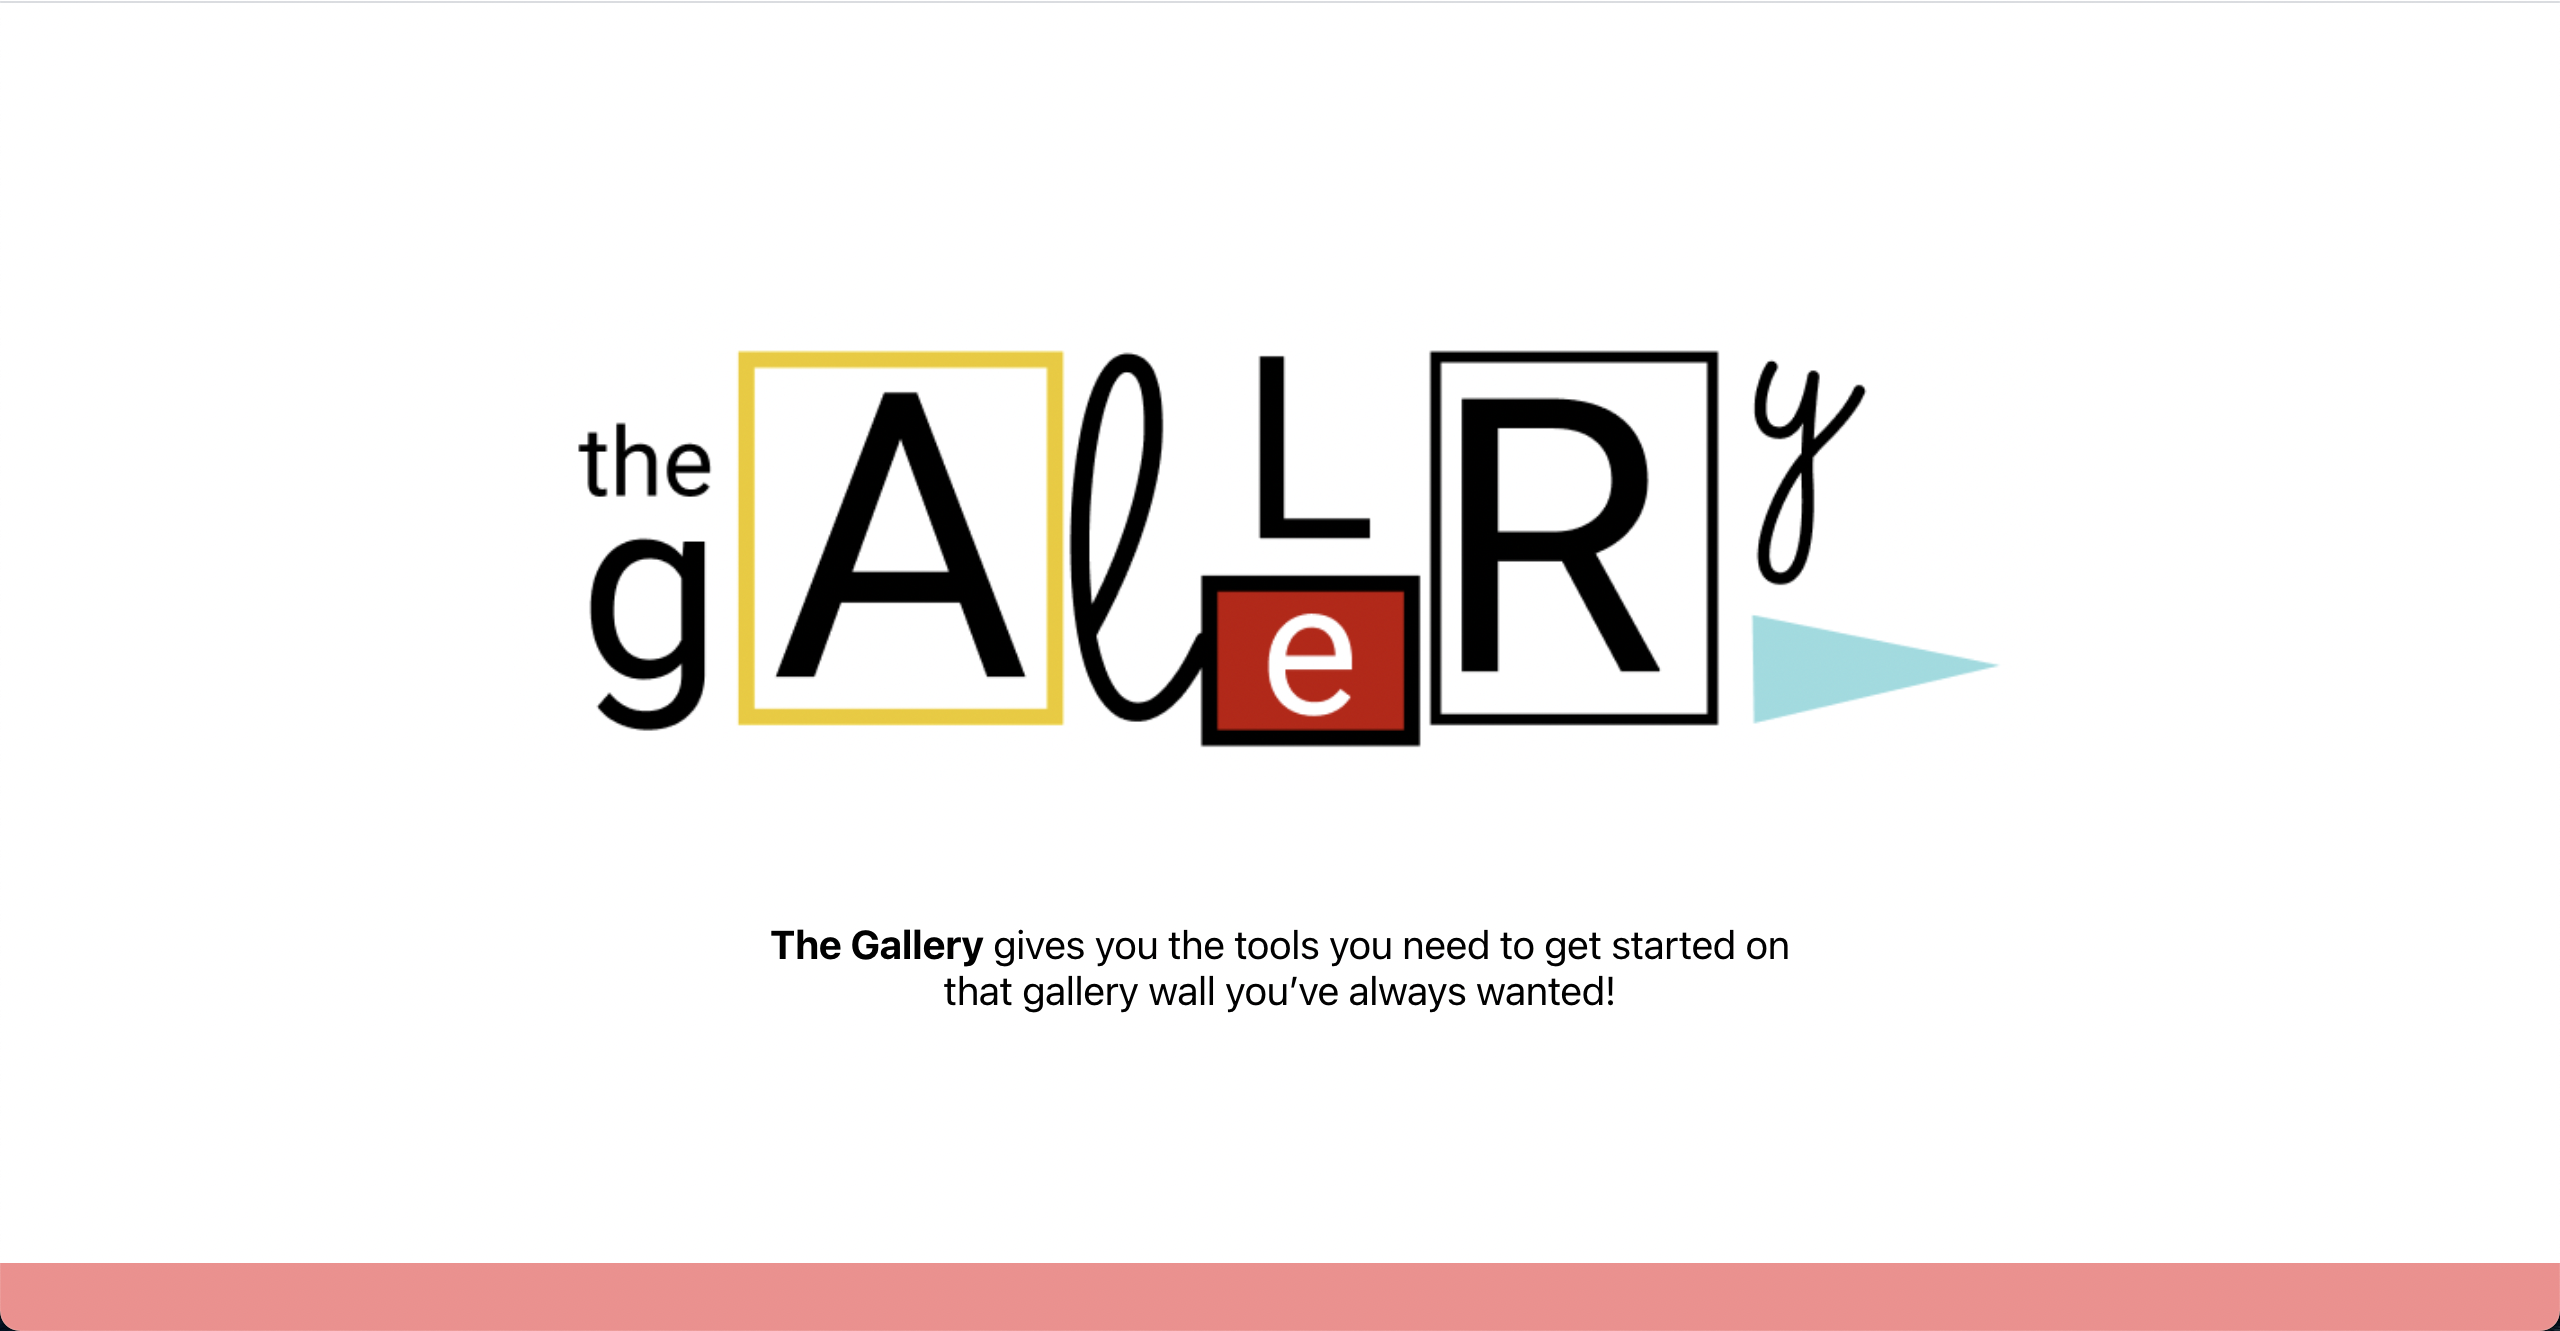 the
gAlLeRy
The Gallery gives you the tools you need to get started on
that gallery wall you’ve always wanted!